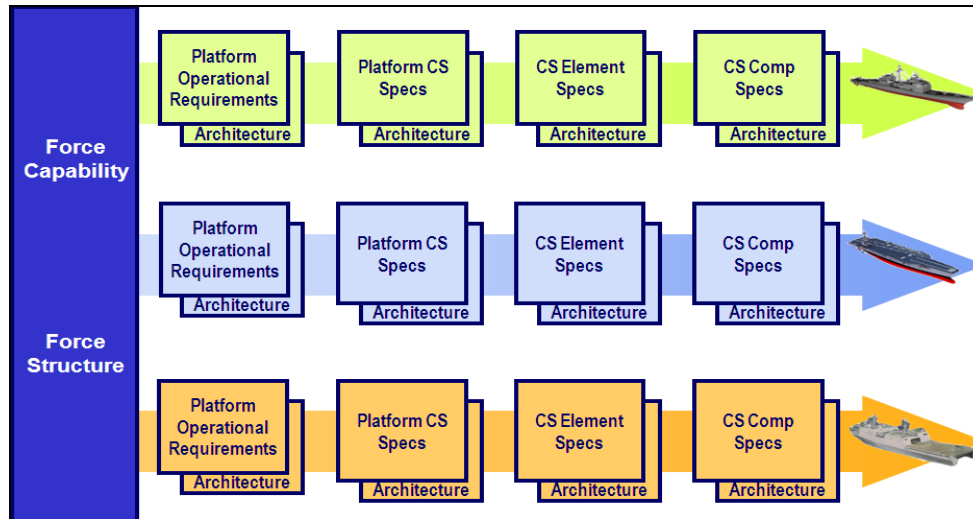 Force
Capability
Force
Structure
Platform
Operational
Requirements
Architecture
Platform CS
Specs
Architecture
CS Element
Specs
Architecture
CS Comp
Specs
Architecture
Platform
Operational
Requirements
Architecture
Platform CS
Specs
Architecture
CS Element
Specs
Architecture
CS Comp
Specs
Architecture
Platform
Operational
Requirements
Architecture
Platform CS
Specs
Architecture
CS Element
Specs
Architecture
CS Comp
Specs
Architecture